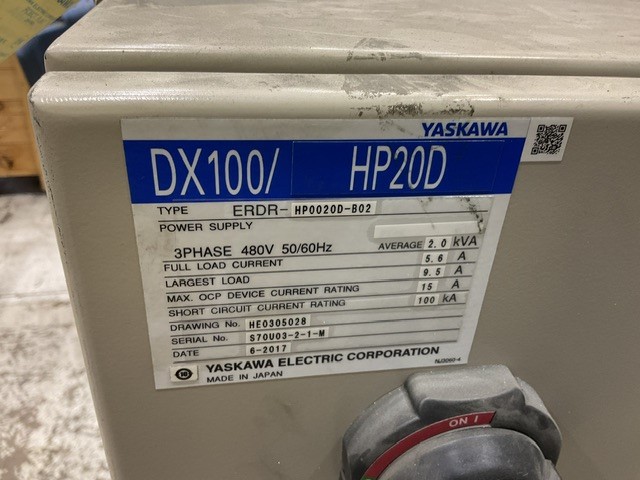 YASKAWA
DX100/ HP20D
TYPE ERDR- HP0020D-B02
POWER SUPPLY
3PHASE 480V 50/60Hz AVERAGE 2.0 kVA
FULL LOAD CURRENT 5.6 A
LARGEST LOAD 9.5 A
MAX. OCP DEVICE CURRENT RATING 15 A
SHORT CIRCUIT CURRENT RATING 100 kA
DRAWING No. HE0305028
SERIAL No. S70U03-2-1-M
DATE 6-2017
YASKAWA ELECTRIC CORPORATION
MADE IN JAPAN
ON I